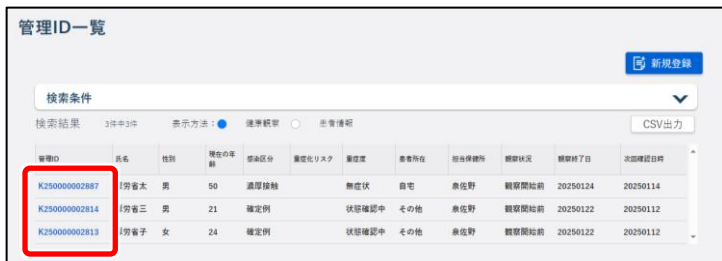 管理ID一覧
新規登録
検索条件
検索結果 3件中3件 表示方法： 健康観察 患者情報 CSV出力
管理ID 氏名 性別 現在の年齢 感染区分 重症化リスク 重症度 患者所在 担当保健所 観察状況 観察終了日 次回確認日時
K250000002887 労省太 男 50 濃厚接触 無症状 自宅 泉佐野 観察開始前 20250124 20250114
K250000002814 労省三 男 21 確定例 状態確認中 その他 泉佐野 観察開始前 20250122 20250112
K250000002813 労省子 女 24 確定例 状態確認中 その他 泉佐野 観察開始前 20250122 20250112